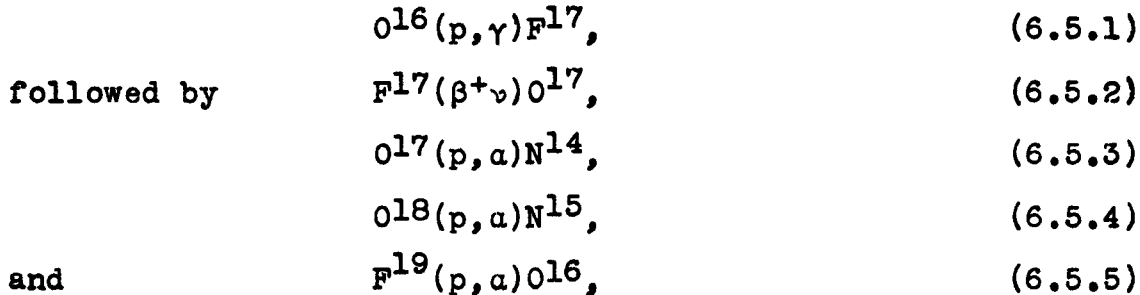 O¹⁶(p,γ)F¹⁷, (6.5.1)
followed by F¹⁷(β⁺ν)O¹⁷, (6.5.2)
O¹⁷(p,α)N¹⁴, (6.5.3)
O¹⁸(p,α)N¹⁵, (6.5.4)
and F¹⁹(p,α)O¹⁶, (6.5.5)